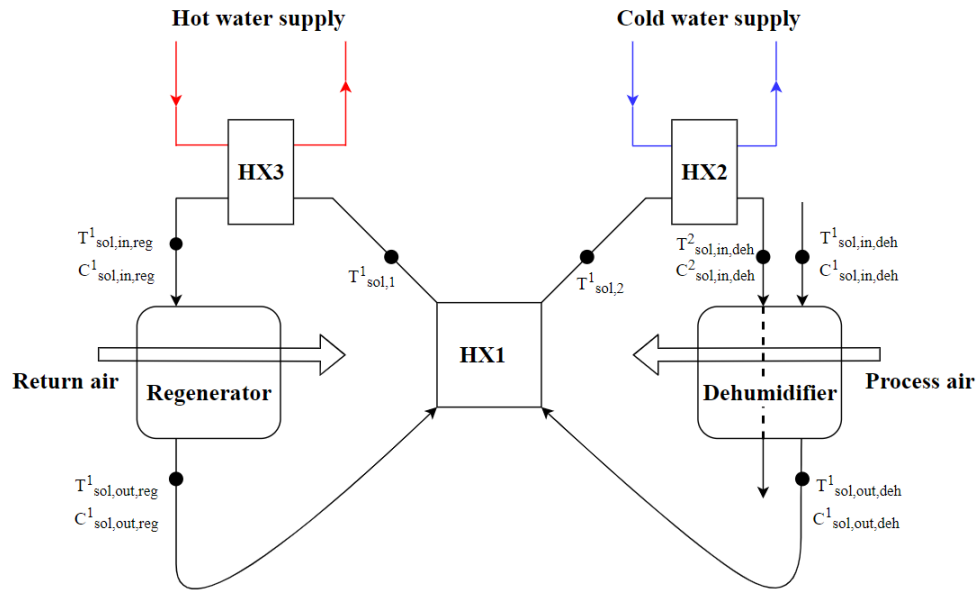 Hot water supply
Cold water supply
HX3
HX2
T¹sol,in,reg
C¹sol,in,reg
T¹sol,1
T¹sol,2
T²sol,in,deh
C²sol,in,deh
T¹sol,in,deh
C¹sol,in,deh
HX1
Return air
Regenerator
Dehumidifier
Process air
T¹sol,out,reg
C¹sol,out,reg
T¹sol,out,deh
C¹sol,out,deh